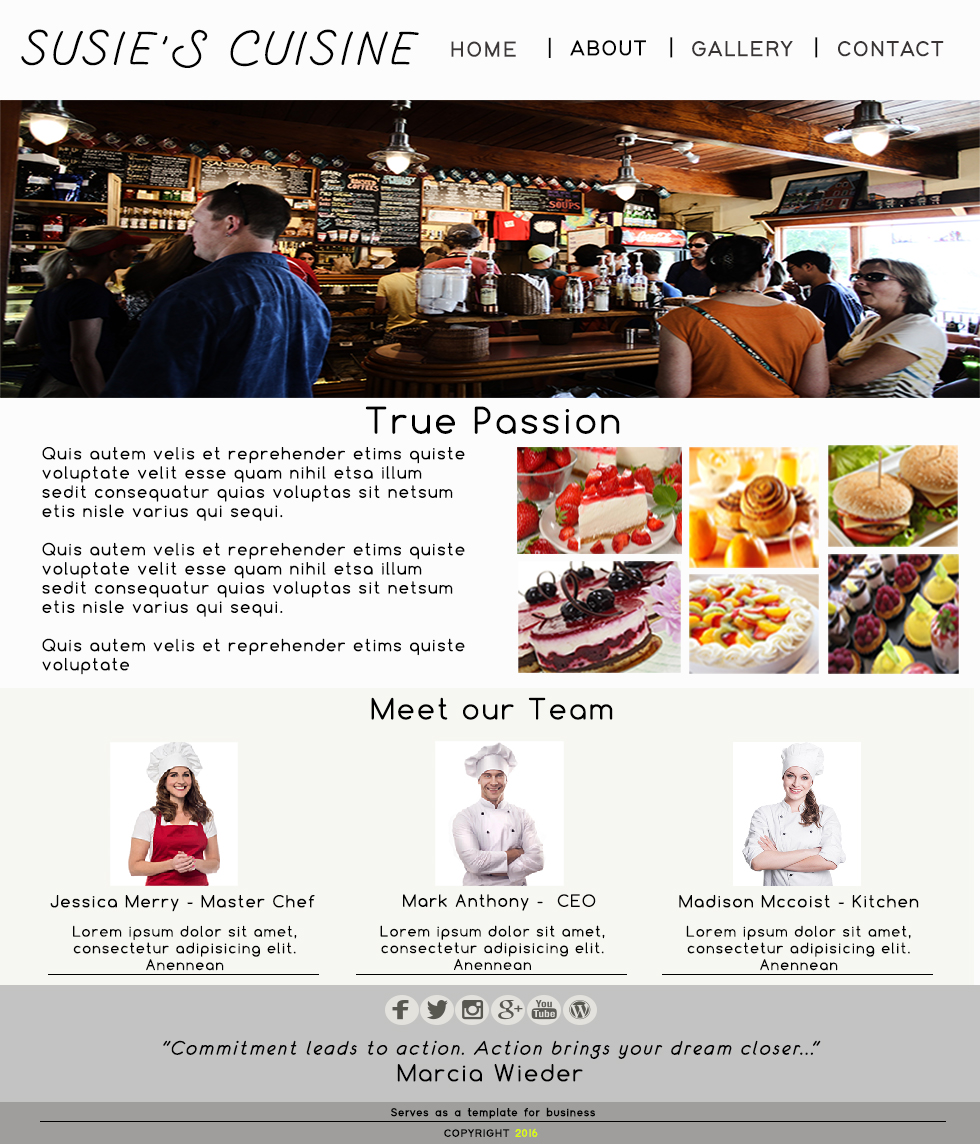 SUSIE'S CUISINE
HOME | ABOUT | GALLERY | CONTACT
SANDWICHES
COFFEES
SOUPS
Coca-Cola
True Passion
Quis autem velis et reprehender etims quiste
voluptate velit esse quam nihil etsa illum
sedit consequatur quias voluptas sit netsum
etis nisle varius qui sequi.
Quis autem velis et reprehender etims quiste
voluptate velit esse quam nihil etsa illum
sedit consequatur quias voluptas sit netsum
etis nisle varius qui sequi.
Quis autem velis et reprehender etims quiste
voluptate
Meet our Team
Jessica Merry - Master Chef
Lorem ipsum dolor sit amet,
consectetur adipisicing elit.
Anennean
Mark Anthony - CEO
Lorem ipsum dolor sit amet,
consectetur adipisicing elit.
Anennean
Madison Mccoist - Kitchen
Lorem ipsum dolor sit amet,
consectetur adipisicing elit.
Anennean
You
Tube
"Commitment leads to action. Action brings your dream closer..."
Marcia Wieder
Serves as a template for business
COPYRIGHT 2016